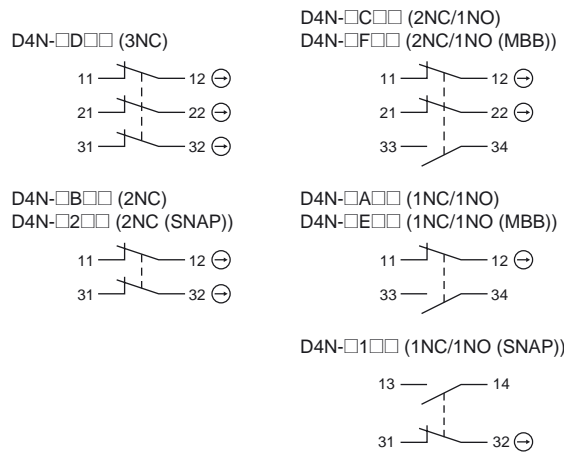 D4N-□D□□ (3NC)
11 12
21 22
31 32
D4N-□C□□ (2NC/1NO)
D4N-□F□□ (2NC/1NO (MBB))
11 12
21 22
33 34
D4N-□B□□ (2NC)
D4N-□2□□ (2NC (SNAP))
11 12
31 32
D4N-□A□□ (1NC/1NO)
D4N-□E□□ (1NC/1NO (MBB))
11 12
33 34
D4N-□1□□ (1NC/1NO (SNAP))
13 14
31 32